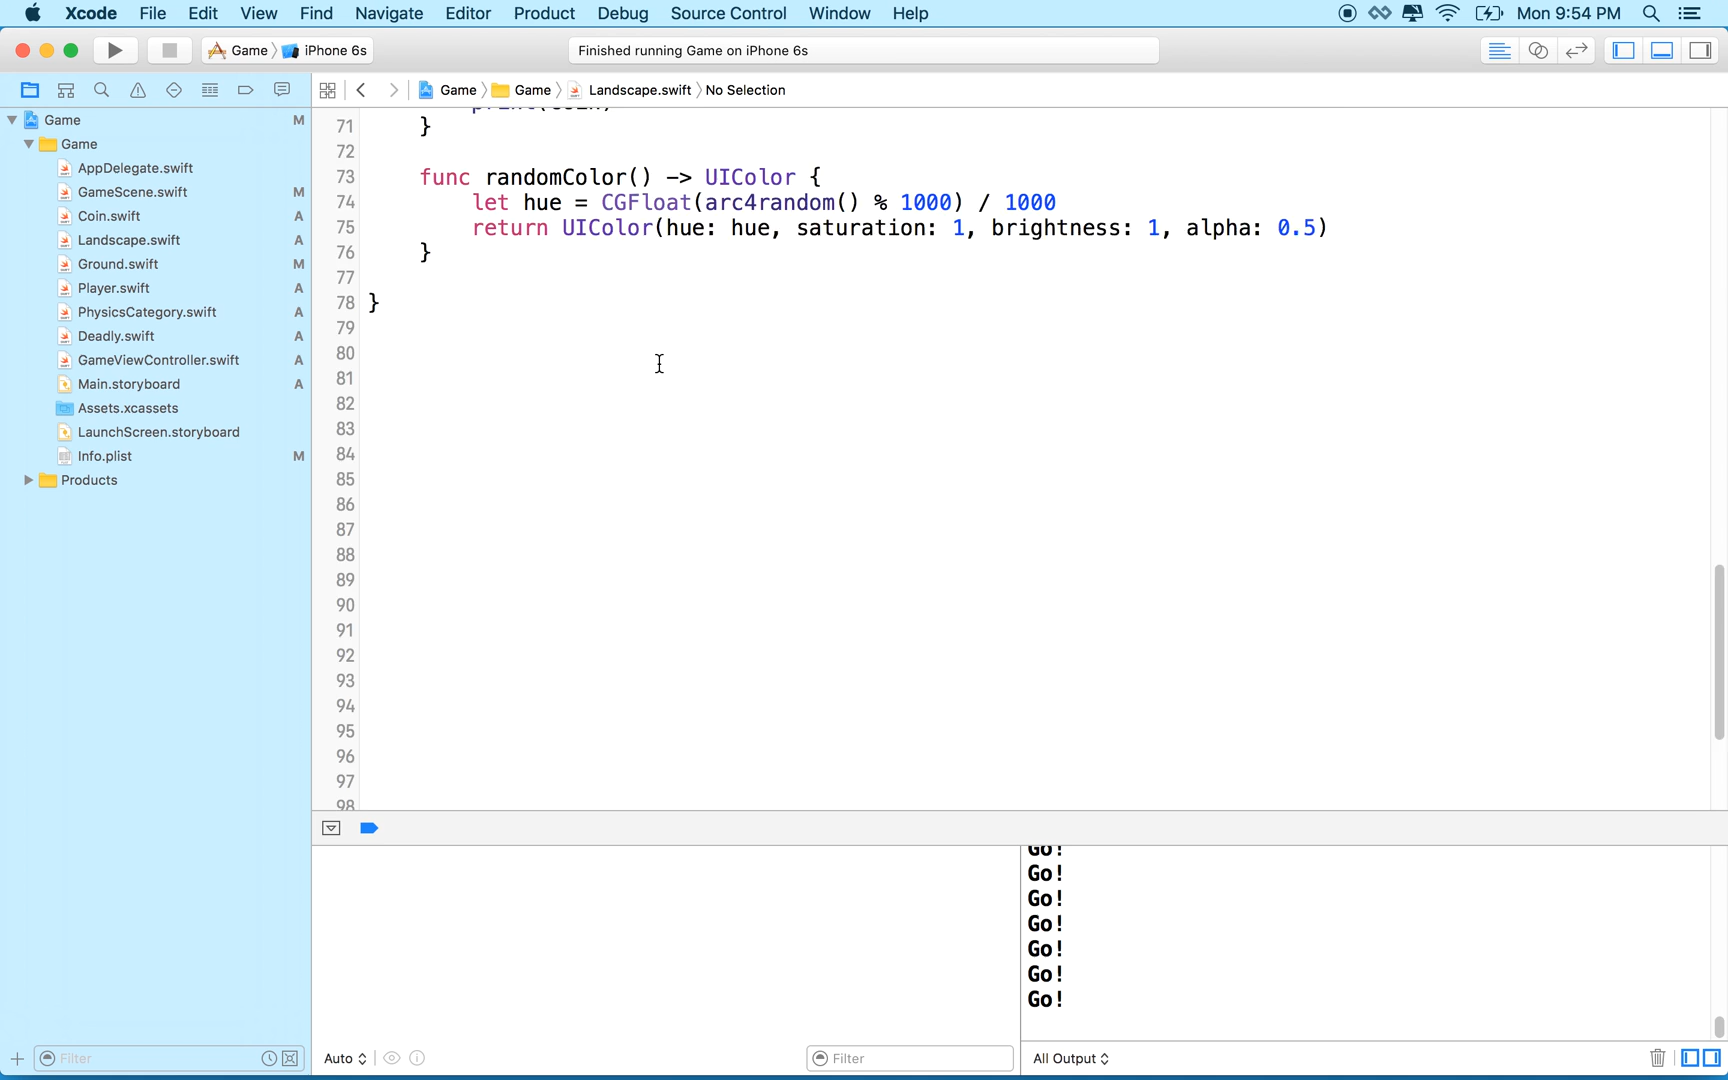 Xcode File Edit View Find Navigate Editor Product Debug Source Control Window Help Mon 9:54 PM
Game iPhone 6s Finished running Game on iPhone 6s
Game Game Landscape.swift No Selection
Game M
Game
AppDelegate.swift
GameScene.swift M
Coin.swift A
Landscape.swift A
Ground.swift M
Player.swift A
PhysicsCategory.swift A
Deadly.swift A
GameViewController.swift A
Main.storyboard A
Assets.xcassets
LaunchScreen.storyboard
Info.plist M
Products
71 }
72
73 func randomColor() -> UIColor {
74 let hue = CGFloat(arc4random() % 1000) / 1000
75 return UIColor(hue: hue, saturation: 1, brightness: 1, alpha: 0.5)
76 }
77
78 }
79
80
81
82
83
84
85
86
87
88
89
90
91
92
93
94
95
96
97
98
Go!
Go!
Go!
Go!
Go!
Go!
Go!
Filter Auto Filter All Output